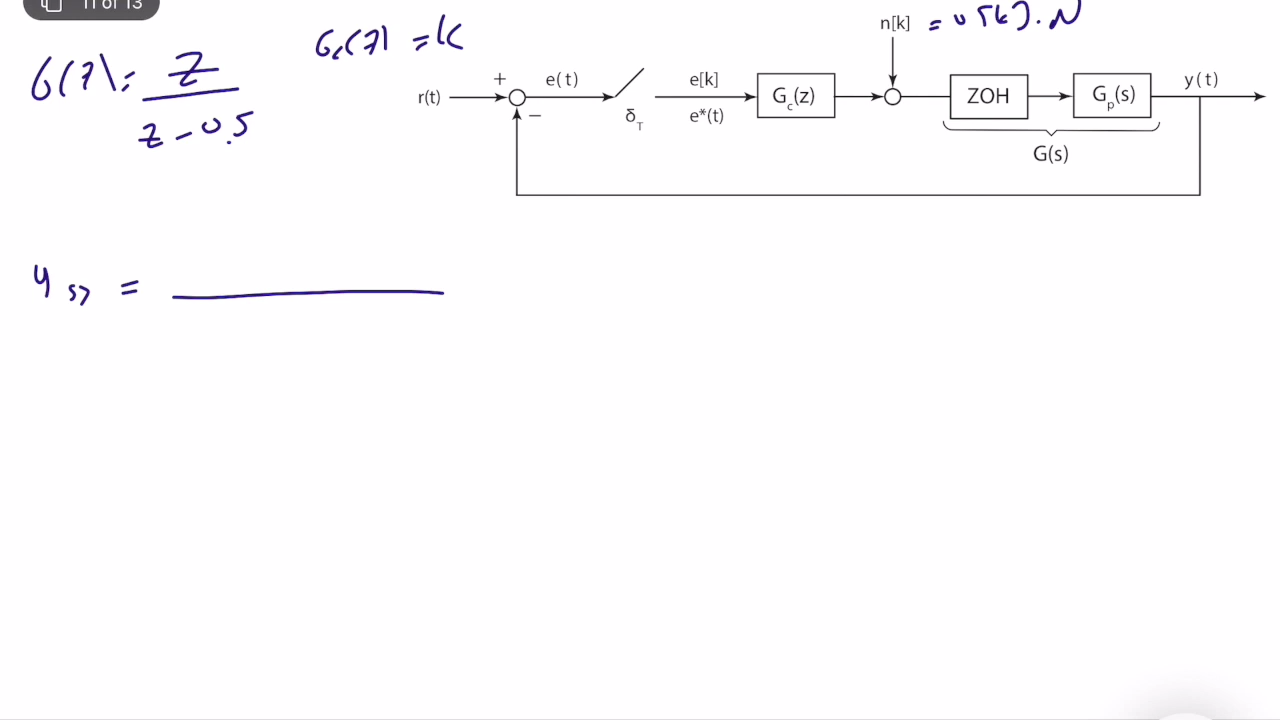 11 of 13
G(z) = z / z - 0.5
Gc(z) = k
n[k] = υ[k].N
r(t)
+
−
e(t)
δT
e[k]
e*(t)
Gc(z)
ZOH
Gp(s)
G(s)
y(t)
yss =